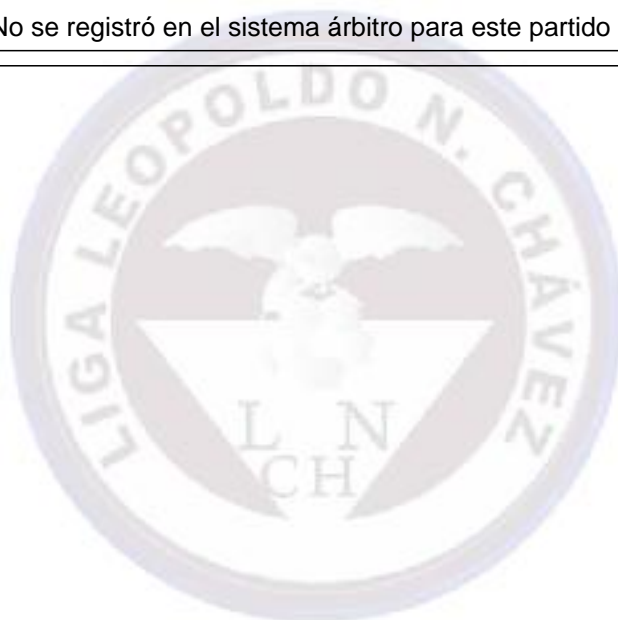 No se registró en el sistema árbitro para este partido
LIGA LEOPOLDO N. CHÁVEZ
L N
CH